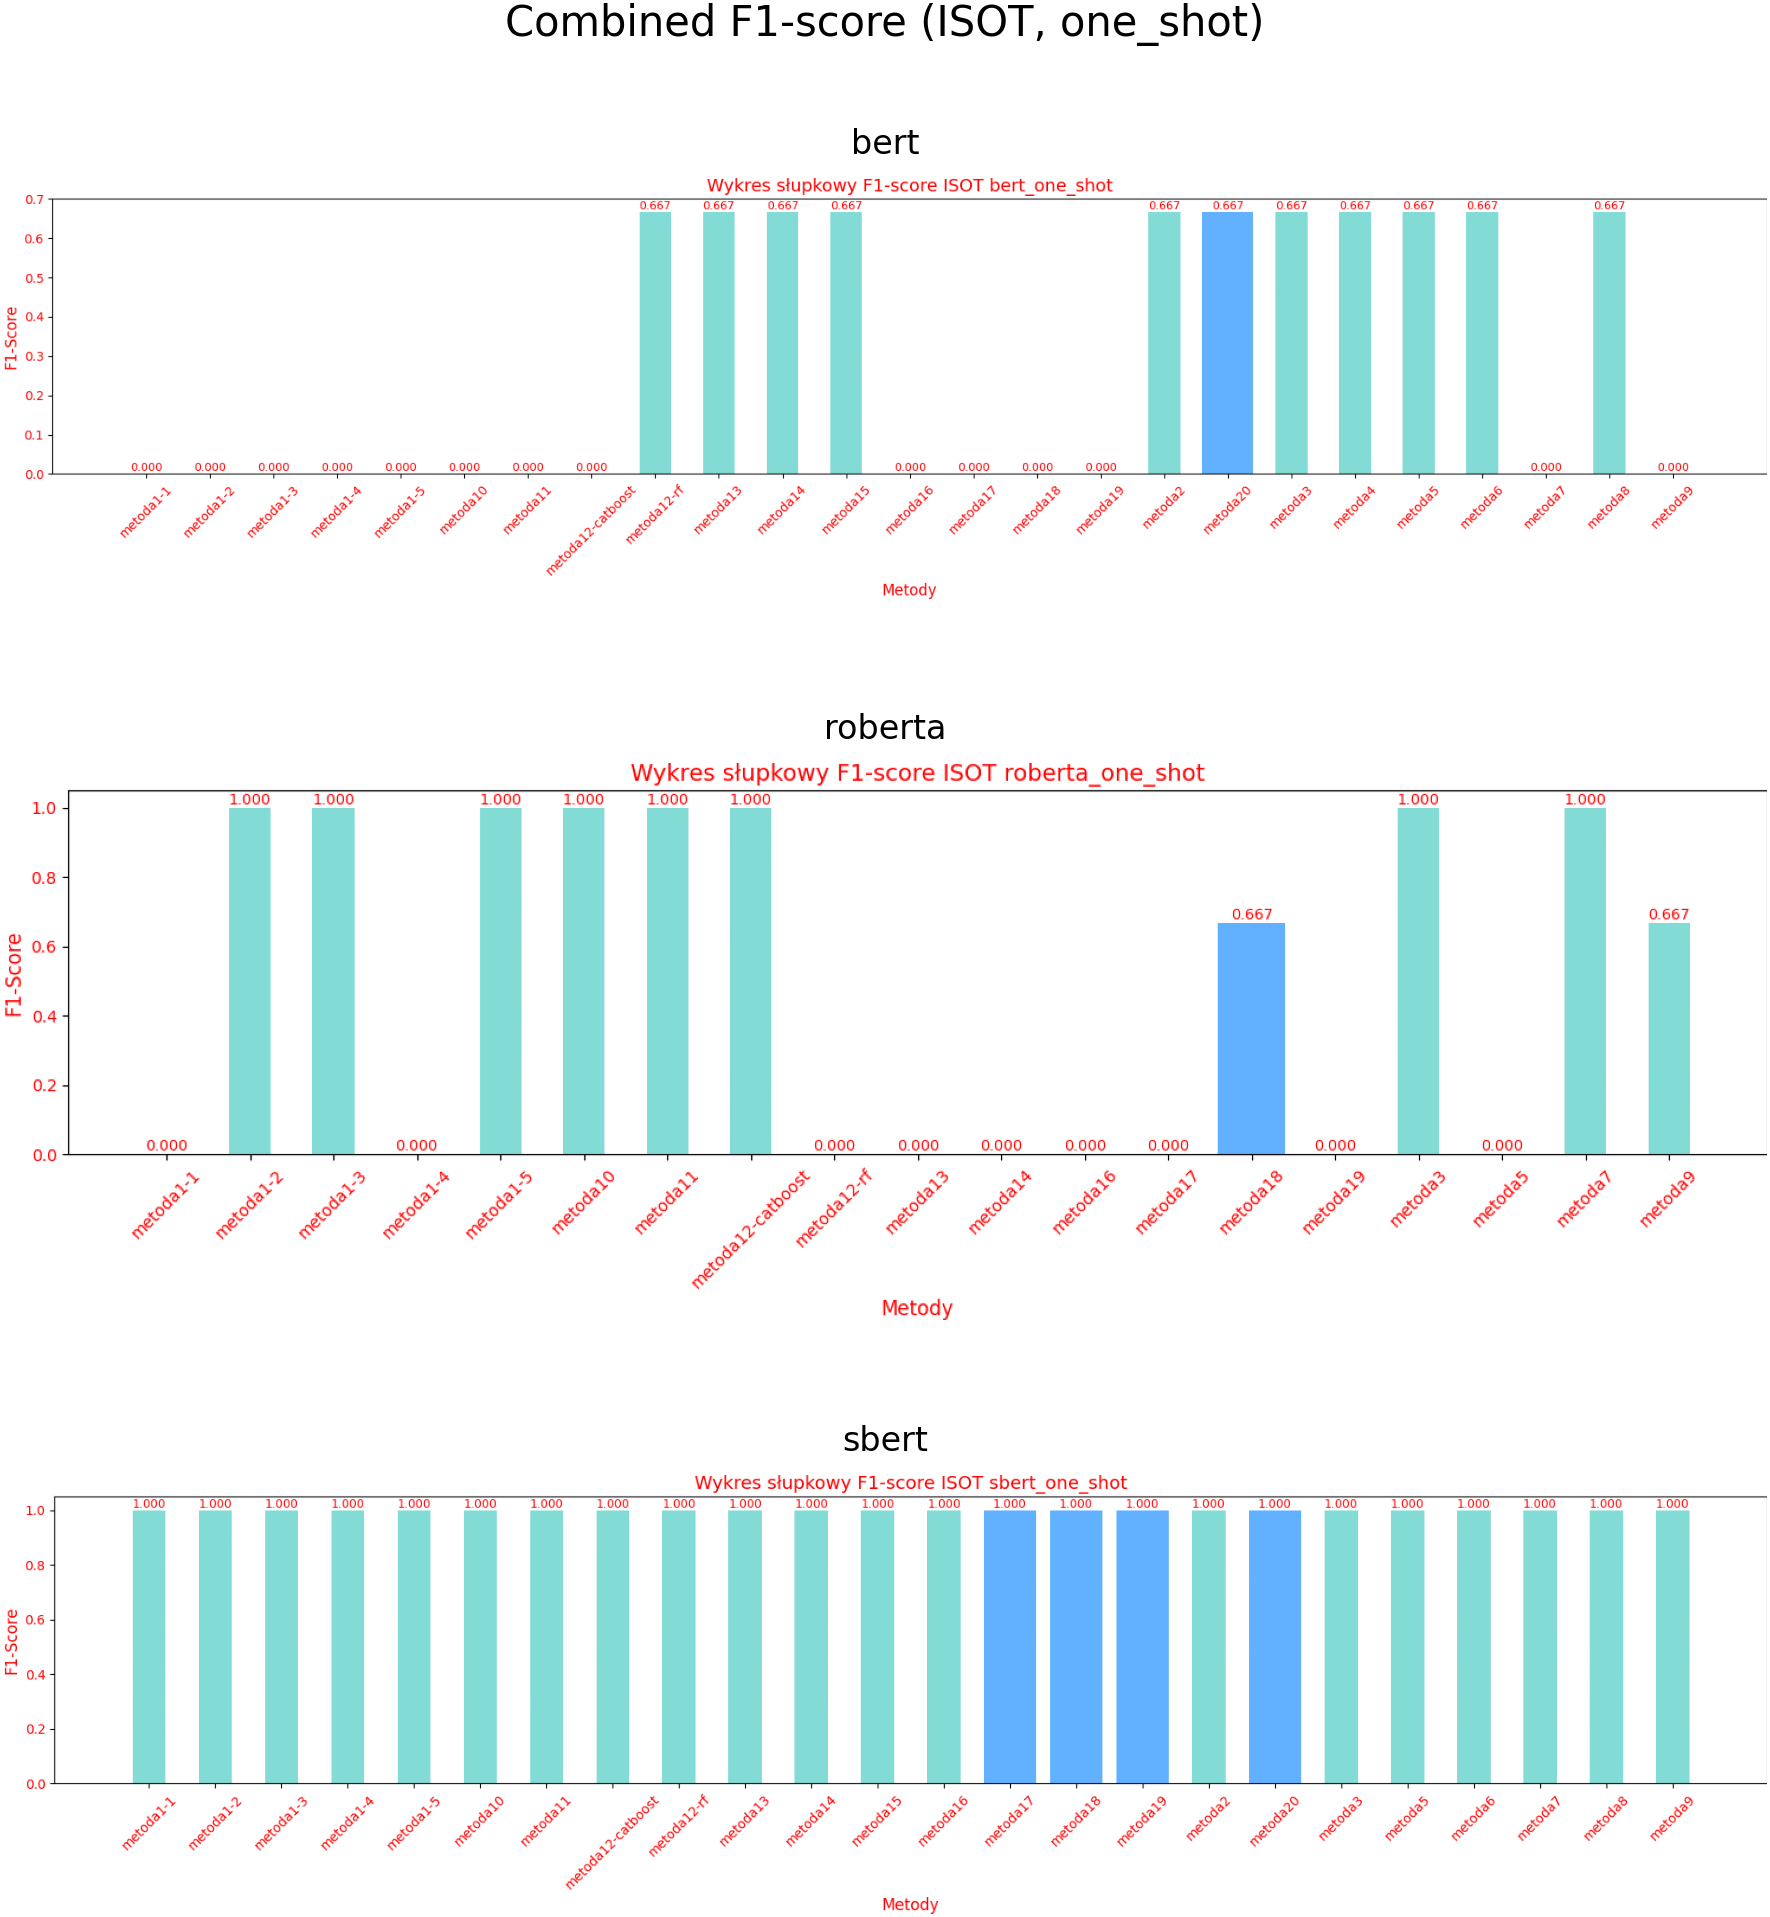 Combined F1-score (ISOT, one_shot)
bert
Wykres słupkowy F1-score ISOT bert_one_shot
0.7
0.6
0.5
0.4
0.3
0.2
0.1
0.0
F1-Score
0.000 0.000 0.000 0.000 0.000 0.000 0.000 0.000 0.667 0.667 0.667 0.667 0.000 0.000 0.000 0.000 0.667 0.667 0.667 0.667 0.667 0.667 0.000 0.667 0.000
metoda1-1 metoda1-2 metoda1-3 metoda1-4 metoda1-5 metoda10 metoda11 metoda12-catboost metoda12-rf metoda13 metoda14 metoda15 metoda16 metoda17 metoda18 metoda19 metoda2 metoda20 metoda3 metoda4 metoda5 metoda6 metoda7 metoda8 metoda9
Metody
roberta
Wykres słupkowy F1-score ISOT roberta_one_shot
1.0
0.8
0.6
0.4
0.2
0.0
F1-Score
0.000 1.000 1.000 0.000 1.000 1.000 1.000 1.000 0.000 0.000 0.000 0.000 0.000 0.667 0.000 1.000 0.000 1.000 0.667
metoda1-1 metoda1-2 metoda1-3 metoda1-4 metoda1-5 metoda10 metoda11 metoda12-catboost metoda12-rf metoda13 metoda14 metoda16 metoda17 metoda18 metoda19 metoda3 metoda5 metoda7 metoda9
Metody
sbert
Wykres słupkowy F1-score ISOT sbert_one_shot
1.0
0.8
0.6
0.4
0.2
0.0
F1-Score
1.000 1.000 1.000 1.000 1.000 1.000 1.000 1.000 1.000 1.000 1.000 1.000 1.000 1.000 1.000 1.000 1.000 1.000 1.000 1.000 1.000 1.000 1.000 1.000
metoda1-1 metoda1-2 metoda1-3 metoda1-4 metoda1-5 metoda10 metoda11 metoda12-catboost metoda12-rf metoda13 metoda14 metoda15 metoda16 metoda17 metoda18 metoda19 metoda2 metoda20 metoda3 metoda5 metoda6 metoda7 metoda8 metoda9
Metody